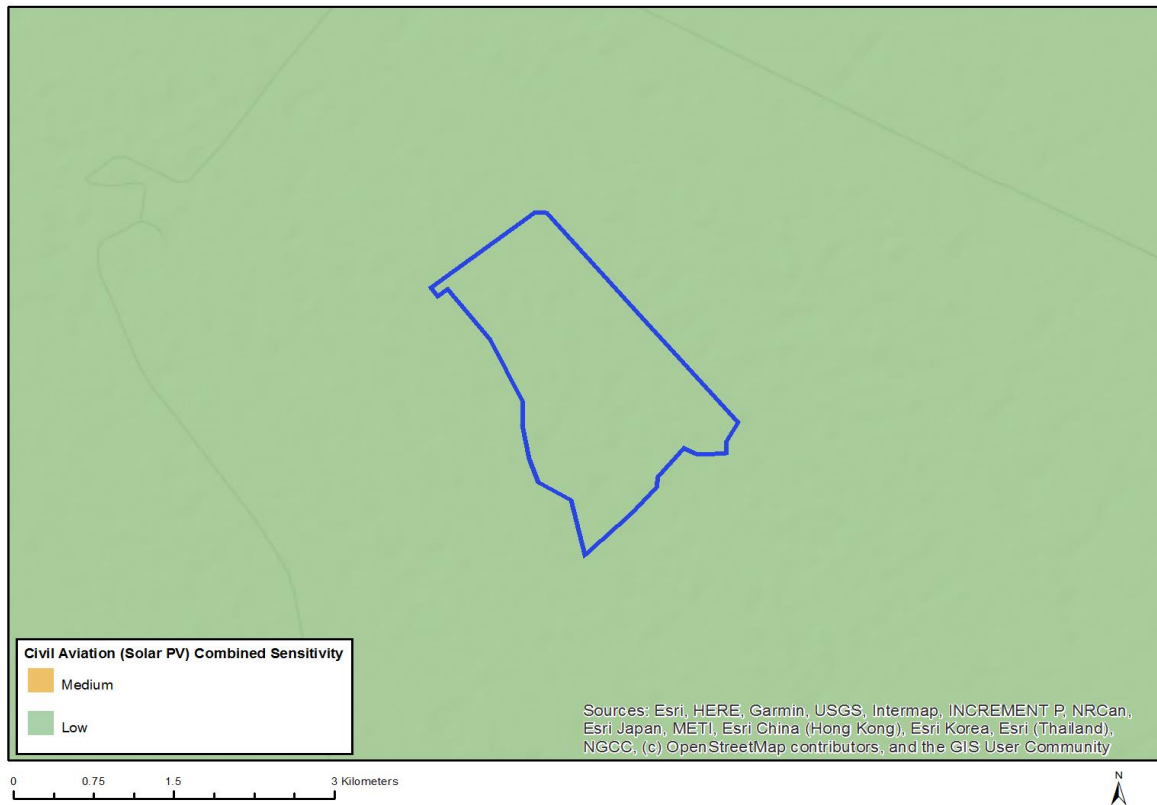 Civil Aviation (Solar PV) Combined Sensitivity
Medium
Low
Sources: Esri, HERE, Garmin, USGS, Intermap, INCREMENT P, NRCan,
Esri Japan, METI, Esri China (Hong Kong), Esri Korea, Esri (Thailand),
NGCC, (c) OpenStreetMap contributors, and the GIS User Community
0 0.75 1.5 3 Kilometers
N